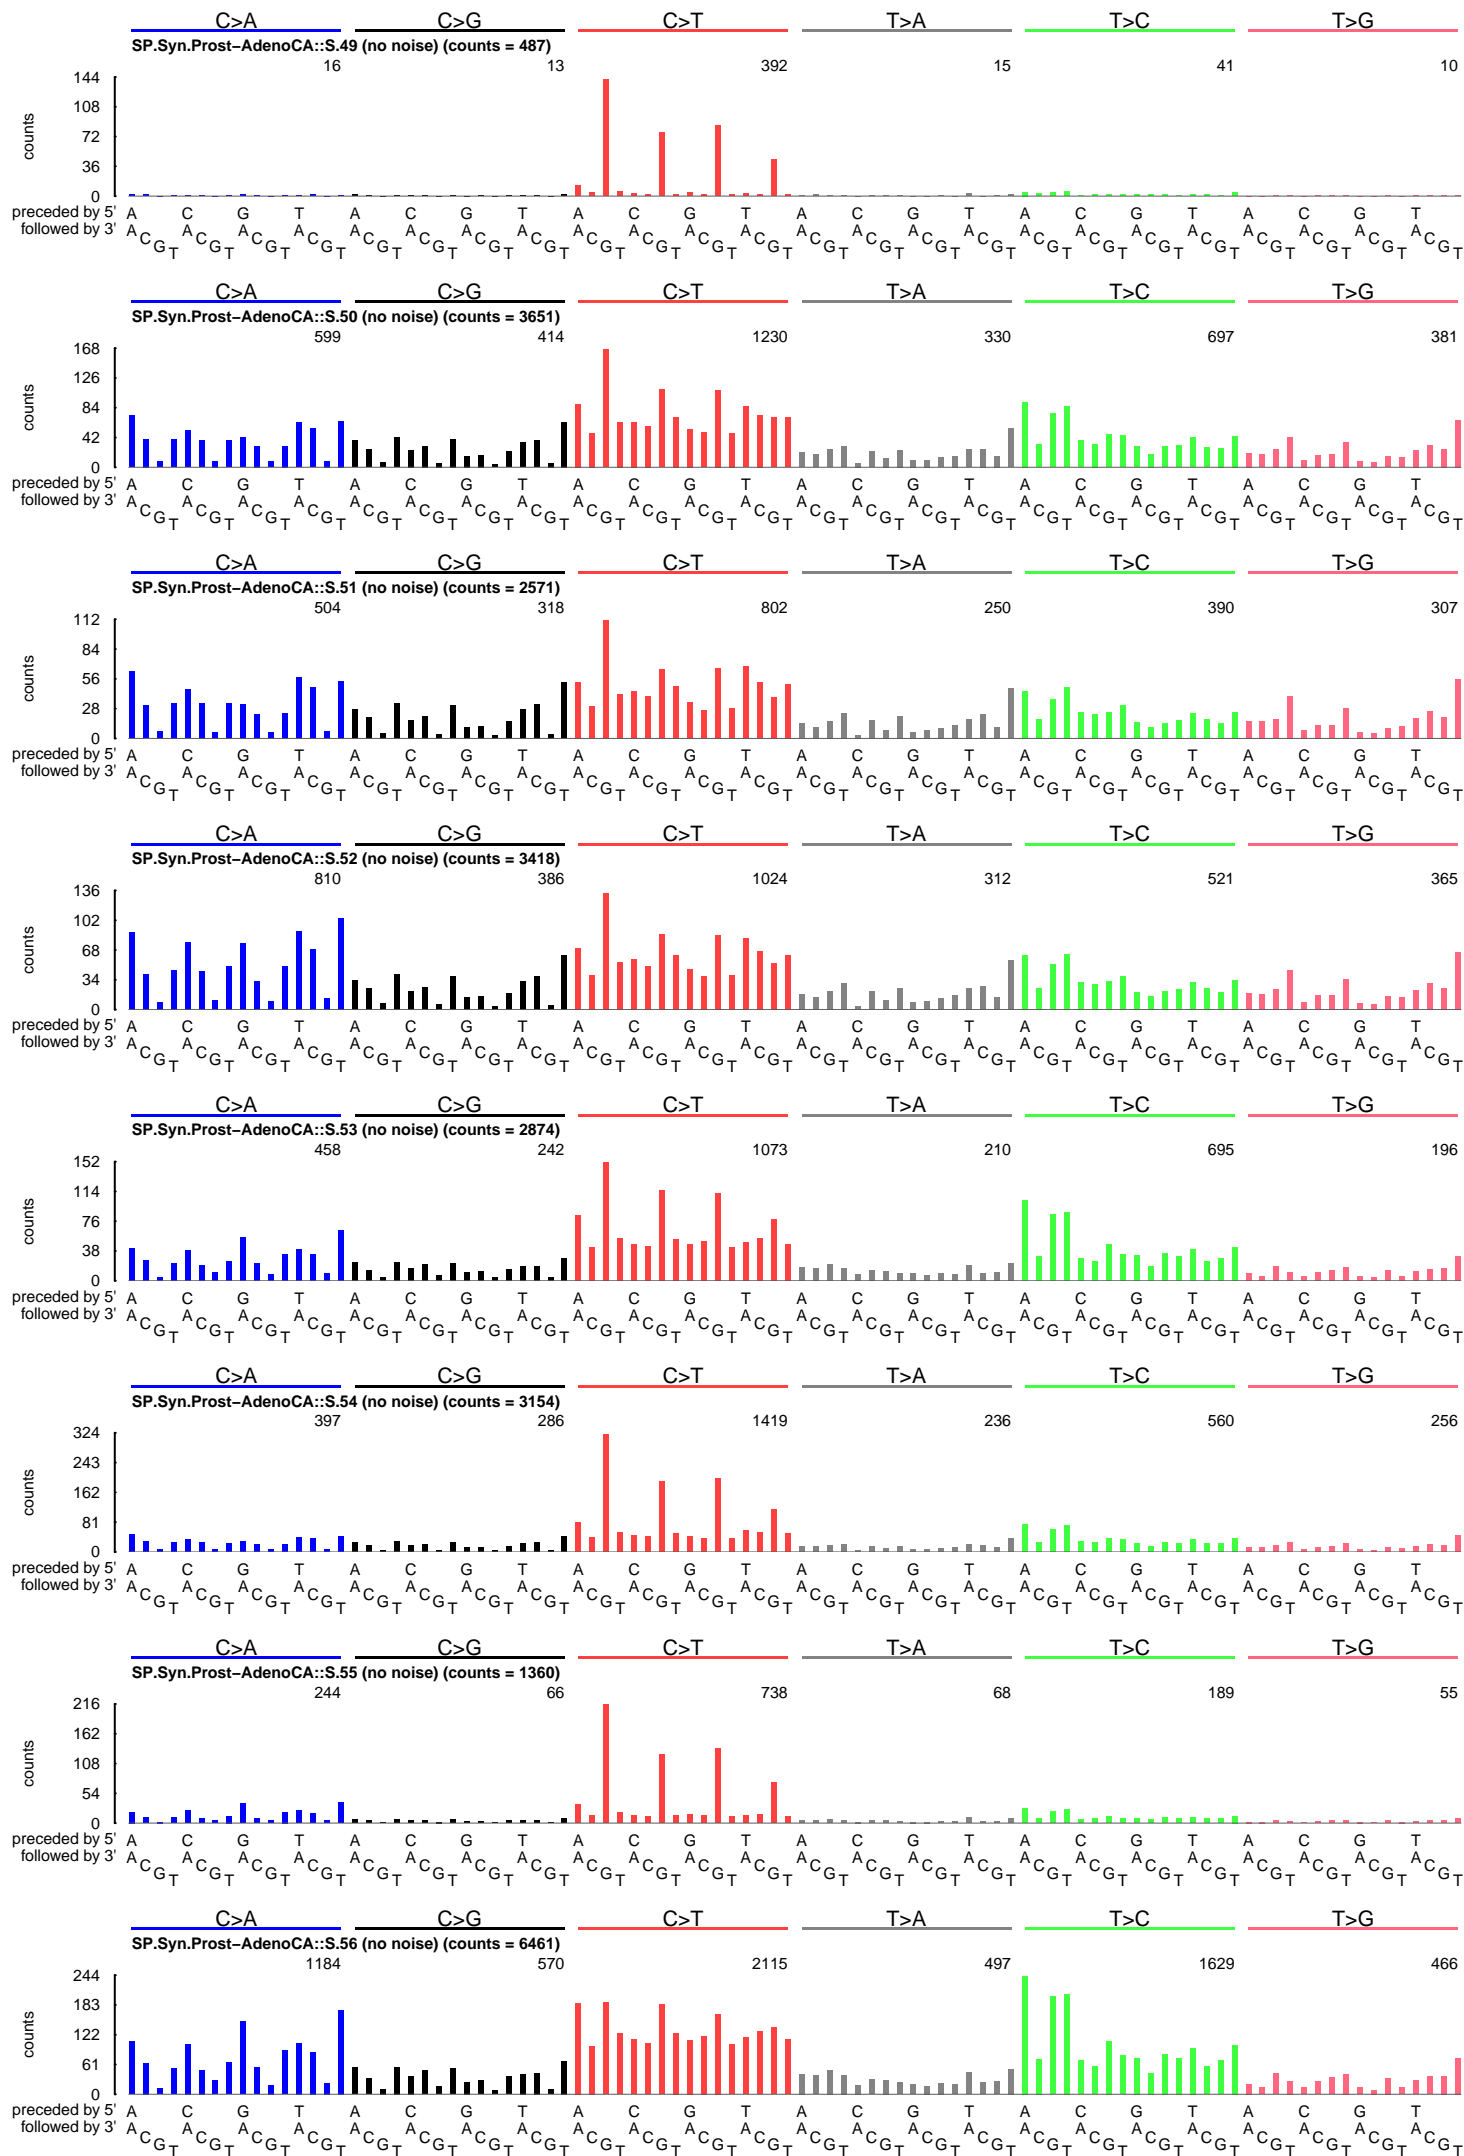 C>A C>G C>T T>A T>C T>G
SP.Syn.Prost−AdenoCA::S.49 (no noise) (counts = 487)
16 13 392 15 41 10
144
108
72
36
0
counts
preceded by 5' A C G T A C G T A C G T A C G T A C G T A C G T
followed by 3' A C G T A C G T A C G T A C G T A C G T A C G T A C G T A C G T A C G T A C G T A C G T A C G T A C G T A C G T A C G T A C G T A C G T A C G T A C G T A C G T A C G T A C G T A C G T A C G T
C>A C>G C>T T>A T>C T>G
SP.Syn.Prost−AdenoCA::S.50 (no noise) (counts = 3651)
599 414 1230 330 697 381
168
126
84
42
0
counts
preceded by 5' A C G T A C G T A C G T A C G T A C G T A C G T
followed by 3' A C G T A C G T A C G T A C G T A C G T A C G T A C G T A C G T A C G T A C G T A C G T A C G T A C G T A C G T A C G T A C G T A C G T A C G T A C G T A C G T A C G T A C G T A C G T A C G T
C>A C>G C>T T>A T>C T>G
SP.Syn.Prost−AdenoCA::S.51 (no noise) (counts = 2571)
504 318 802 250 390 307
112
84
56
28
0
counts
preceded by 5' A C G T A C G T A C G T A C G T A C G T A C G T
followed by 3' A C G T A C G T A C G T A C G T A C G T A C G T A C G T A C G T A C G T A C G T A C G T A C G T A C G T A C G T A C G T A C G T A C G T A C G T A C G T A C G T A C G T A C G T A C G T A C G T
C>A C>G C>T T>A T>C T>G
SP.Syn.Prost−AdenoCA::S.52 (no noise) (counts = 3418)
810 386 1024 312 521 365
136
102
68
34
0
counts
preceded by 5' A C G T A C G T A C G T A C G T A C G T A C G T
followed by 3' A C G T A C G T A C G T A C G T A C G T A C G T A C G T A C G T A C G T A C G T A C G T A C G T A C G T A C G T A C G T A C G T A C G T A C G T A C G T A C G T A C G T A C G T A C G T A C G T
C>A C>G C>T T>A T>C T>G
SP.Syn.Prost−AdenoCA::S.53 (no noise) (counts = 2874)
458 242 1073 210 695 196
152
114
76
38
0
counts
preceded by 5' A C G T A C G T A C G T A C G T A C G T A C G T
followed by 3' A C G T A C G T A C G T A C G T A C G T A C G T A C G T A C G T A C G T A C G T A C G T A C G T A C G T A C G T A C G T A C G T A C G T A C G T A C G T A C G T A C G T A C G T A C G T A C G T
C>A C>G C>T T>A T>C T>G
SP.Syn.Prost−AdenoCA::S.54 (no noise) (counts = 3154)
397 286 1419 236 560 256
324
243
162
81
0
counts
preceded by 5' A C G T A C G T A C G T A C G T A C G T A C G T
followed by 3' A C G T A C G T A C G T A C G T A C G T A C G T A C G T A C G T A C G T A C G T A C G T A C G T A C G T A C G T A C G T A C G T A C G T A C G T A C G T A C G T A C G T A C G T A C G T A C G T
C>A C>G C>T T>A T>C T>G
SP.Syn.Prost−AdenoCA::S.55 (no noise) (counts = 1360)
244 66 738 68 189 55
216
162
108
54
0
counts
preceded by 5' A C G T A C G T A C G T A C G T A C G T A C G T
followed by 3' A C G T A C G T A C G T A C G T A C G T A C G T A C G T A C G T A C G T A C G T A C G T A C G T A C G T A C G T A C G T A C G T A C G T A C G T A C G T A C G T A C G T A C G T A C G T A C G T
C>A C>G C>T T>A T>C T>G
SP.Syn.Prost−AdenoCA::S.56 (no noise) (counts = 6461)
1184 570 2115 497 1629 466
244
183
122
61
0
counts
preceded by 5' A C G T A C G T A C G T A C G T A C G T A C G T
followed by 3' A C G T A C G T A C G T A C G T A C G T A C G T A C G T A C G T A C G T A C G T A C G T A C G T A C G T A C G T A C G T A C G T A C G T A C G T A C G T A C G T A C G T A C G T A C G T A C G T